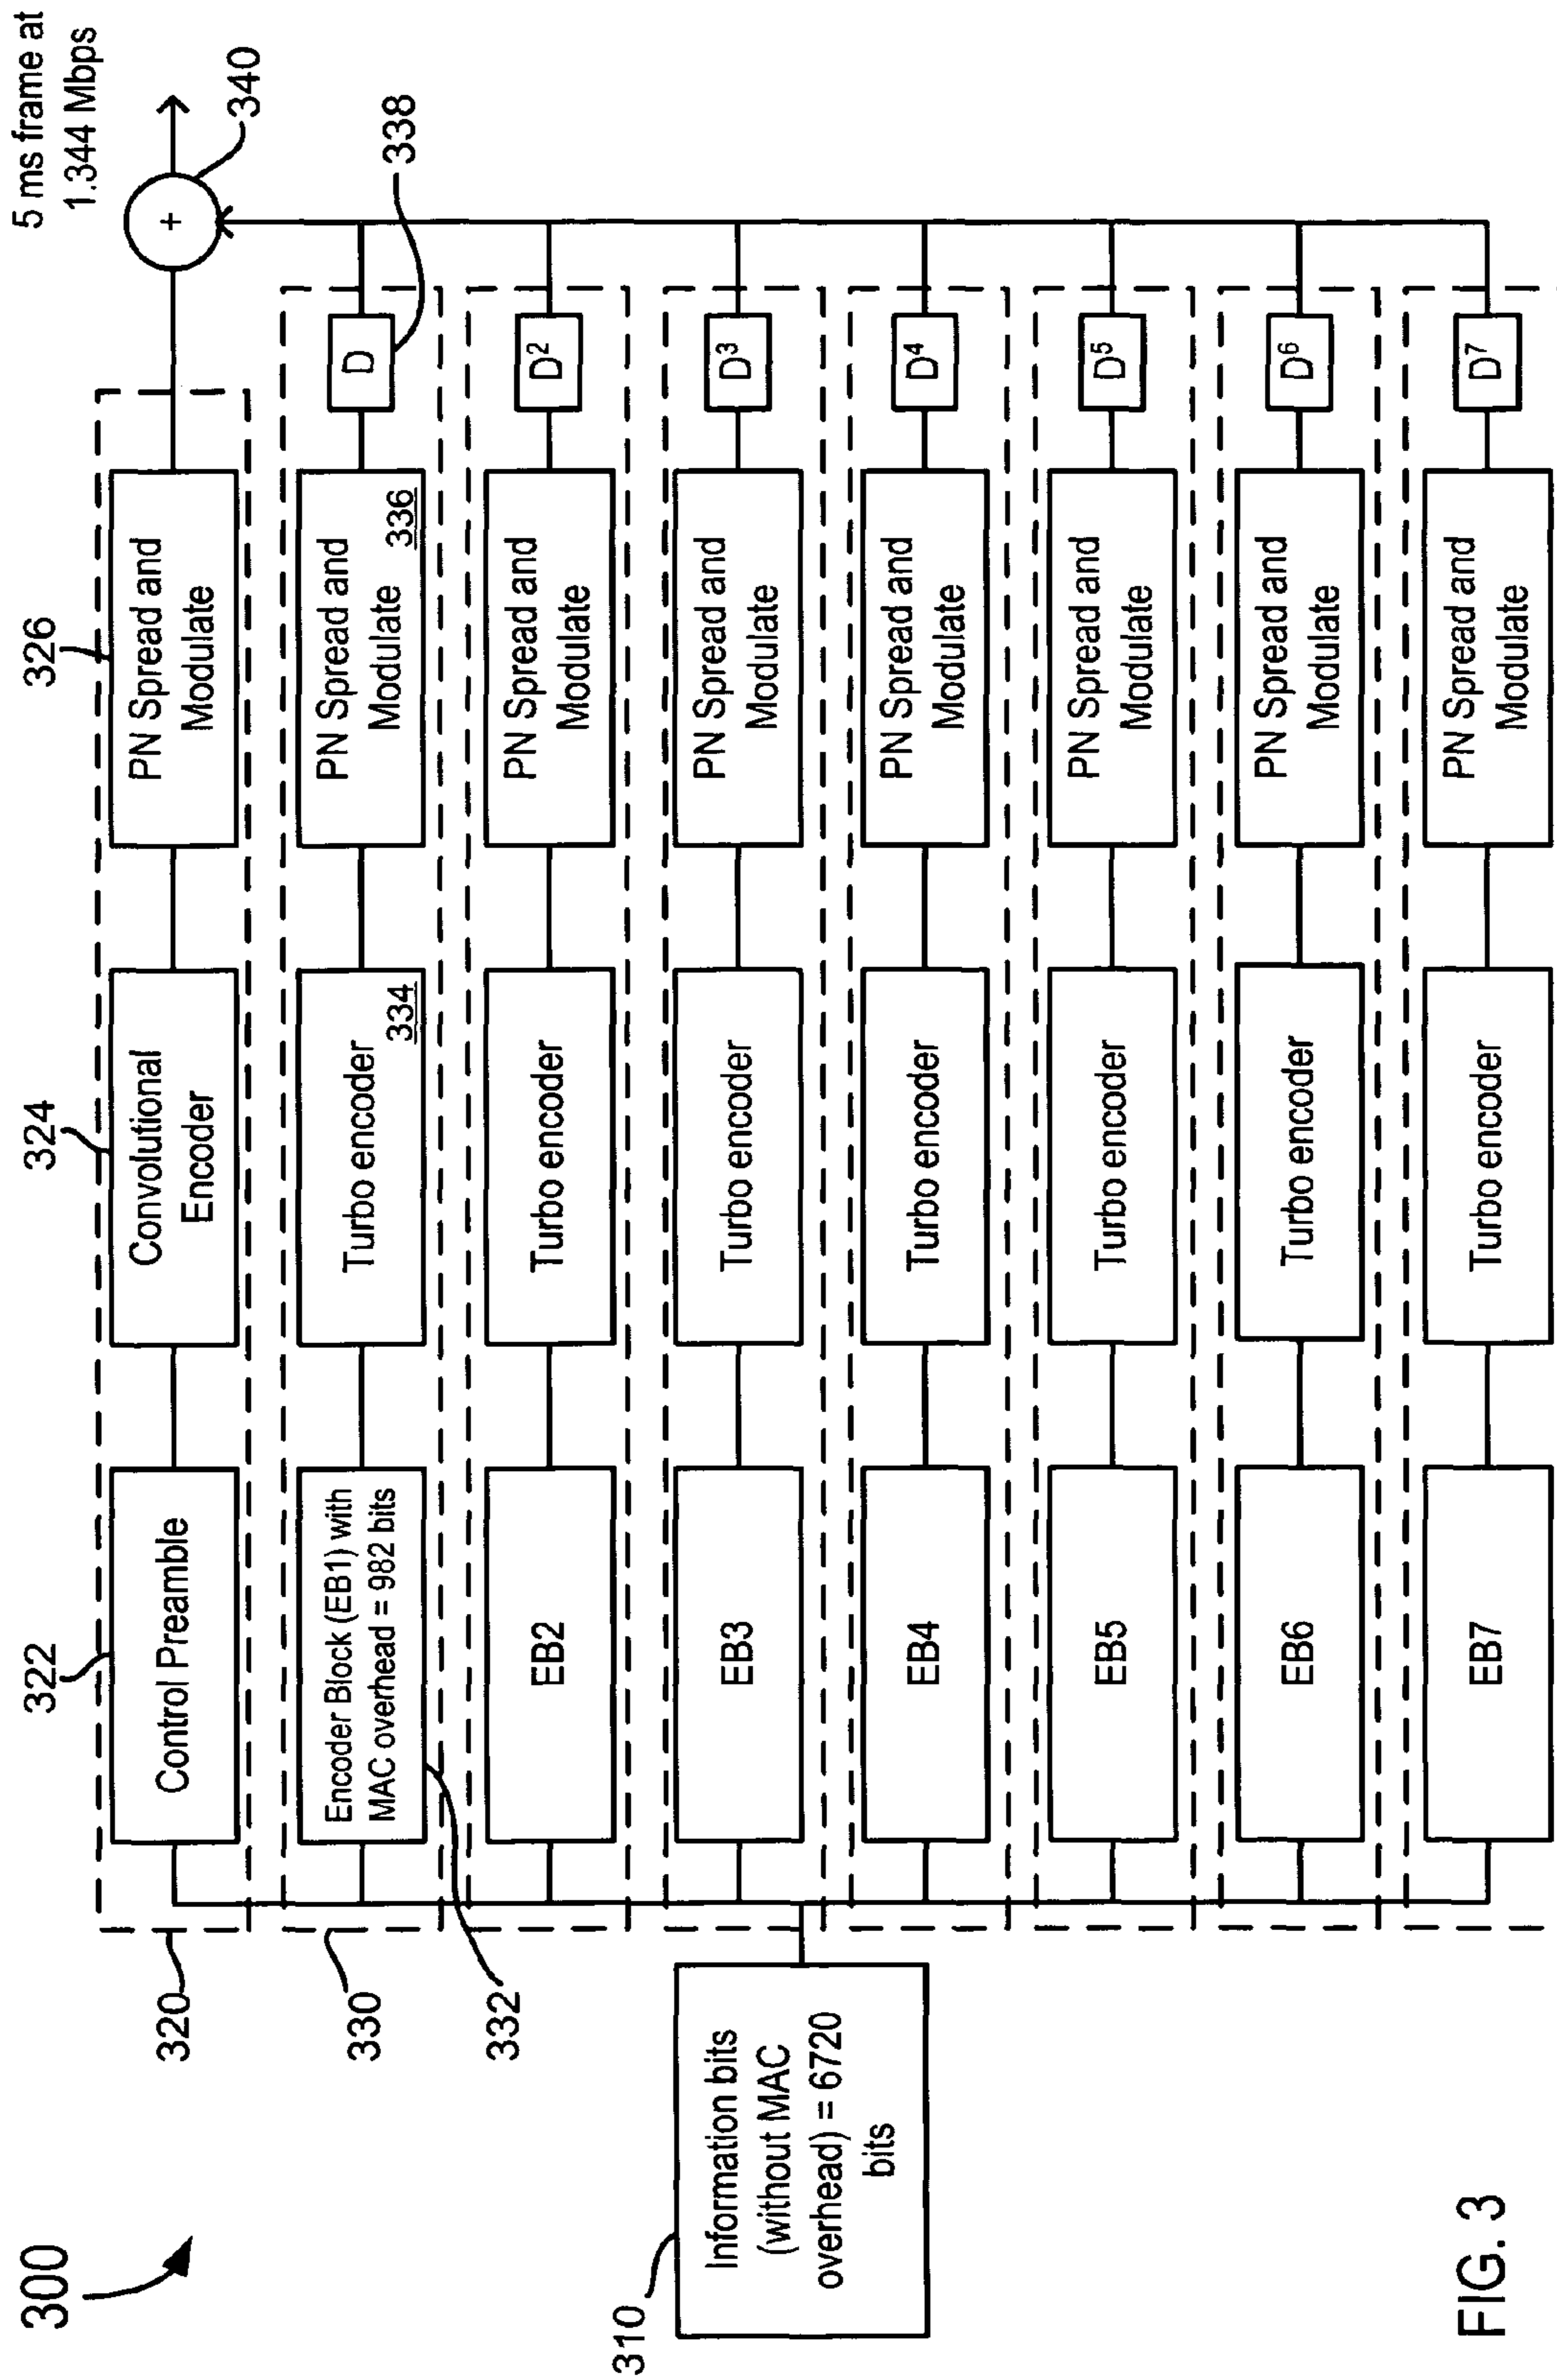 300
5 ms frame at
1.344 Mbps
322
324
326
340
320
Control Preamble
Convolutional
Encoder
PN Spread and
Modulate
+
330
Encoder Block (EB1) with
MAC overhead = 982 bits
Turbo encoder
334
PN Spread and
Modulate
336
D
338
332
EB2
Turbo encoder
PN Spread and
Modulate
D²
310
Information bits
(without MAC
overhead) = 6720
bits
EB3
Turbo encoder
PN Spread and
Modulate
D³
EB4
Turbo encoder
PN Spread and
Modulate
D⁴
EB5
Turbo encoder
PN Spread and
Modulate
D⁵
EB6
Turbo encoder
PN Spread and
Modulate
D⁶
EB7
Turbo encoder
PN Spread and
Modulate
D⁷
FIG. 3